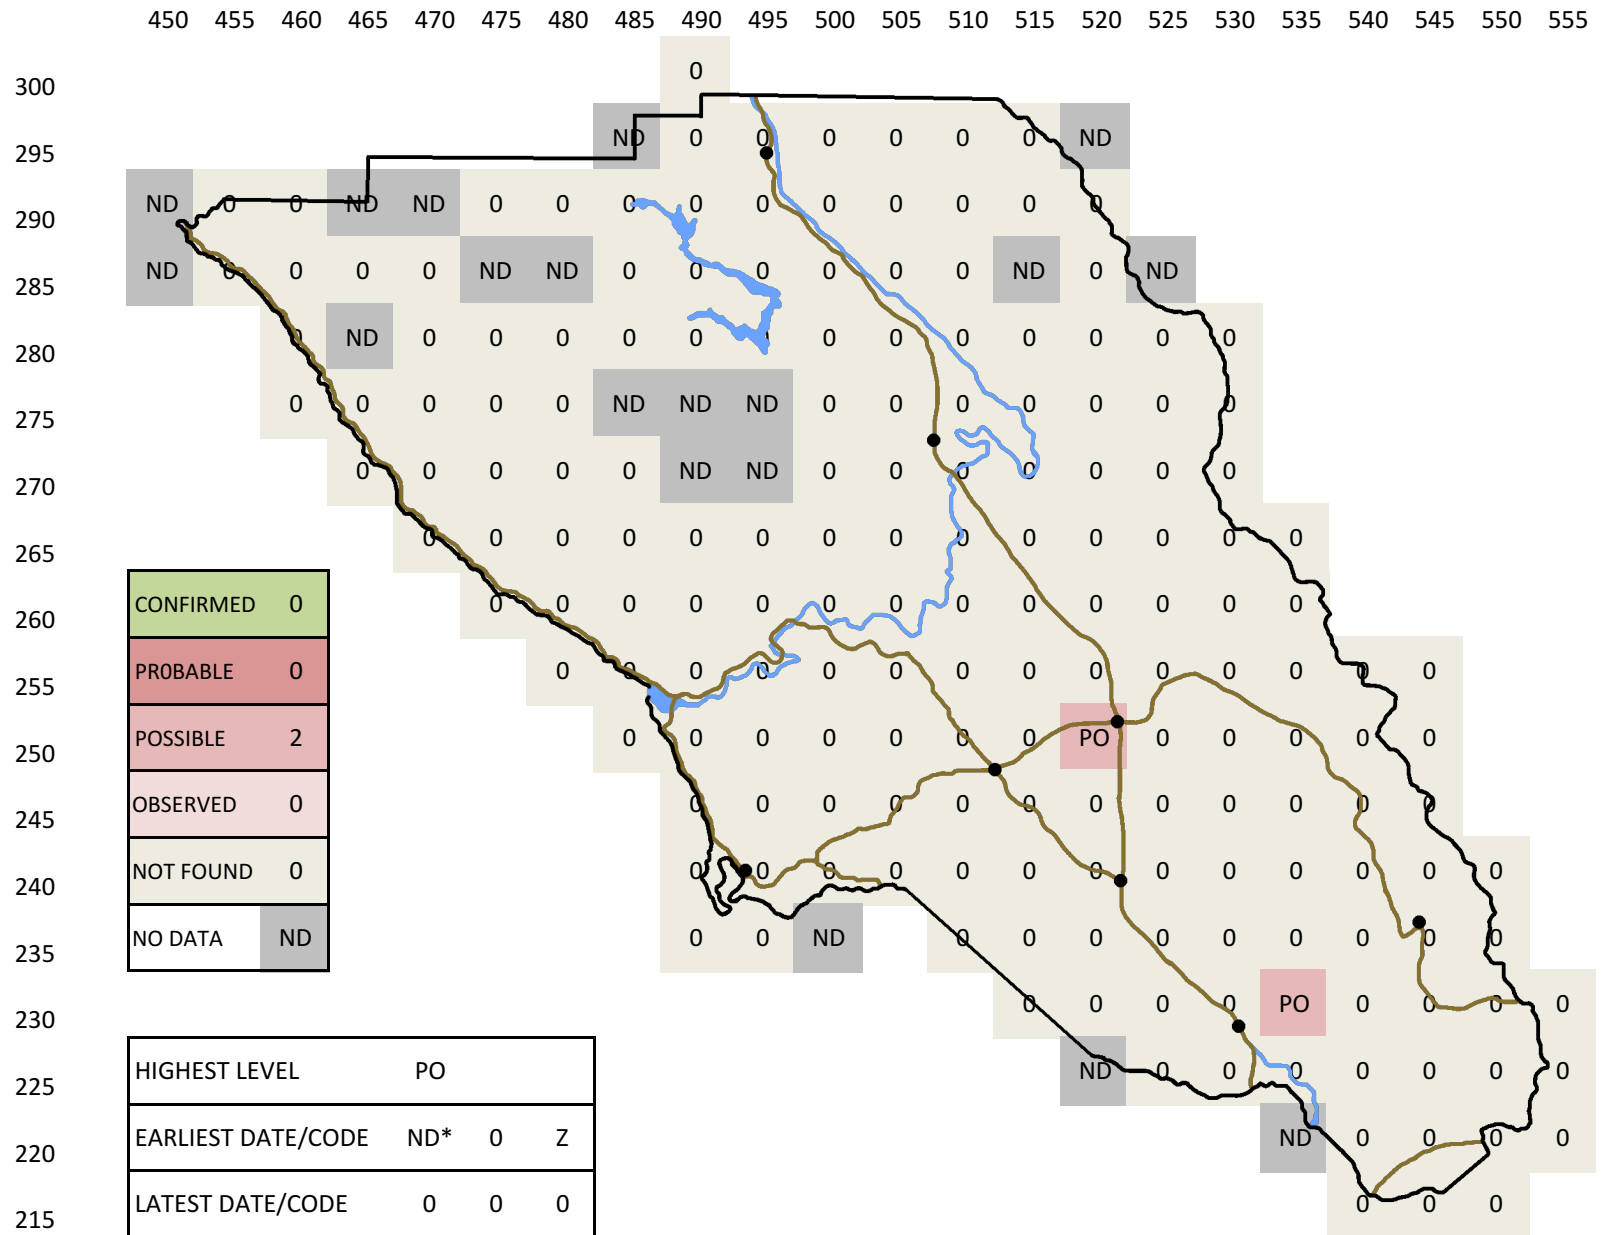 450 455 460 465 470 475 480 485 490 495 500 505 510 515 520 525 530 535 540 545 550 555
300 0
295 ND 0 0 0 0 0 0 ND
290 ND 0 0 ND ND 0 0 0 0 0 0 0 0 0 0
285 ND 0 0 0 0 ND ND 0 0 0 0 0 0 ND 0 ND
280 0 ND 0 0 0 0 0 0 0 0 0 0 0 0 0
275 0 0 0 0 0 ND ND ND 0 0 0 0 0 0 0
270 0 0 0 0 0 ND ND 0 0 0 0 0 0 0
265 0 0 0 0 0 0 0 0 0 0 0 0 0 0
260 CONFIRMED 0 0 0 0 0 0 0 0 0 0 0 0 0 0
255 PR0BABLE 0 0 0 0 0 0 0 0 0 0 0 0 0 0 0
250 POSSIBLE 2 0 0 0 0 0 0 0 PO 0 0 0 0 0
245 OBSERVED 0 0 0 0 0 0 0 0 0 0 0 0 0
240 NOT FOUND 0 0 0 0 0 0 0 0 0 0 0 0 0 0
235 NO DATA ND 0 0 ND 0 0 0 0 0 0 0 0 0
230 0 0 0 0 PO 0 0 0 0
225 HIGHEST LEVEL PO ND 0 0 0 0 0 0 0
220 EARLIEST DATE/CODE ND* 0 Z ND 0 0 0 0
215 LATEST DATE/CODE 0 0 0 0 0 0